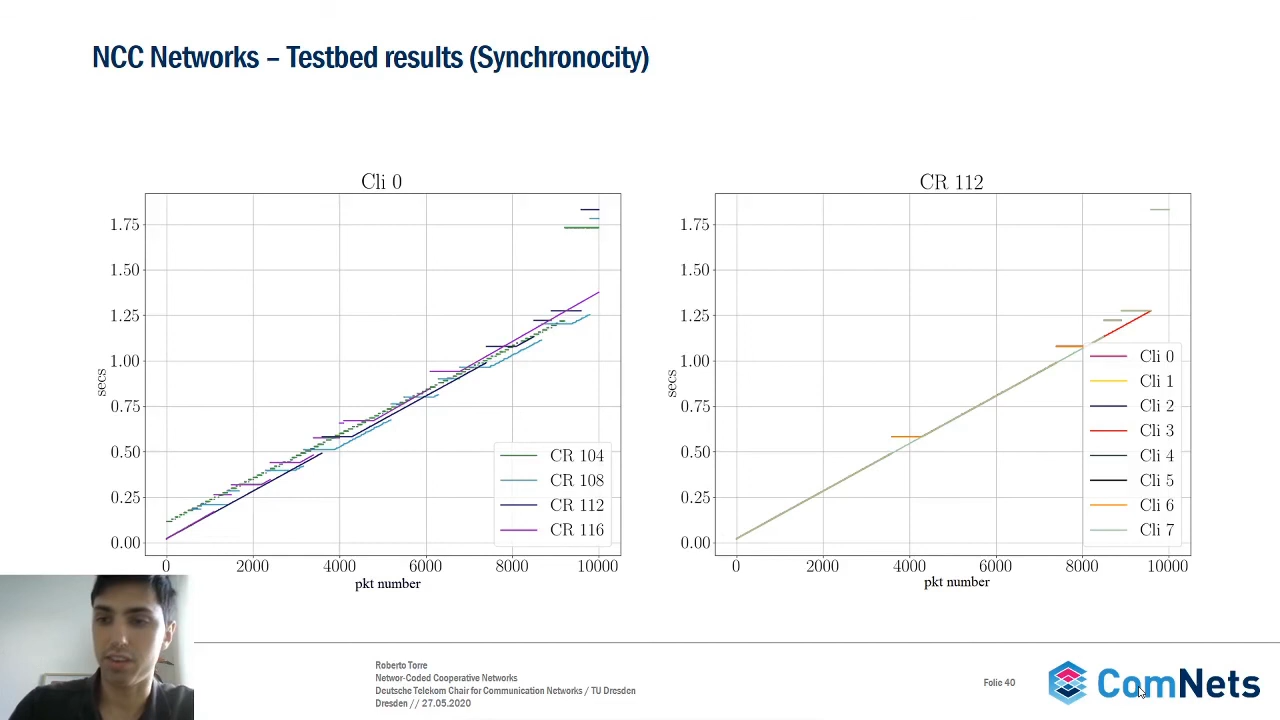 NCC Networks – Testbed results (Synchronocity)
Cli 0
1.75
1.50
1.25
1.00
0.75
0.50
0.25
0.00
secs
0 2000 4000 6000 8000 10000
pkt number
CR 104
CR 108
CR 112
CR 116
CR 112
1.75
1.50
1.25
1.00
0.75
0.50
0.25
0.00
secs
0 2000 4000 6000 8000 10000
pkt number
Cli 0
Cli 1
Cli 2
Cli 3
Cli 4
Cli 5
Cli 6
Cli 7
Roberto Torre
Networ-Coded Cooperative Networks
Deutsche Telekom Chair for Communication Networks / TU Dresden
Dresden // 27.05.2020
Folie 40
ComNets